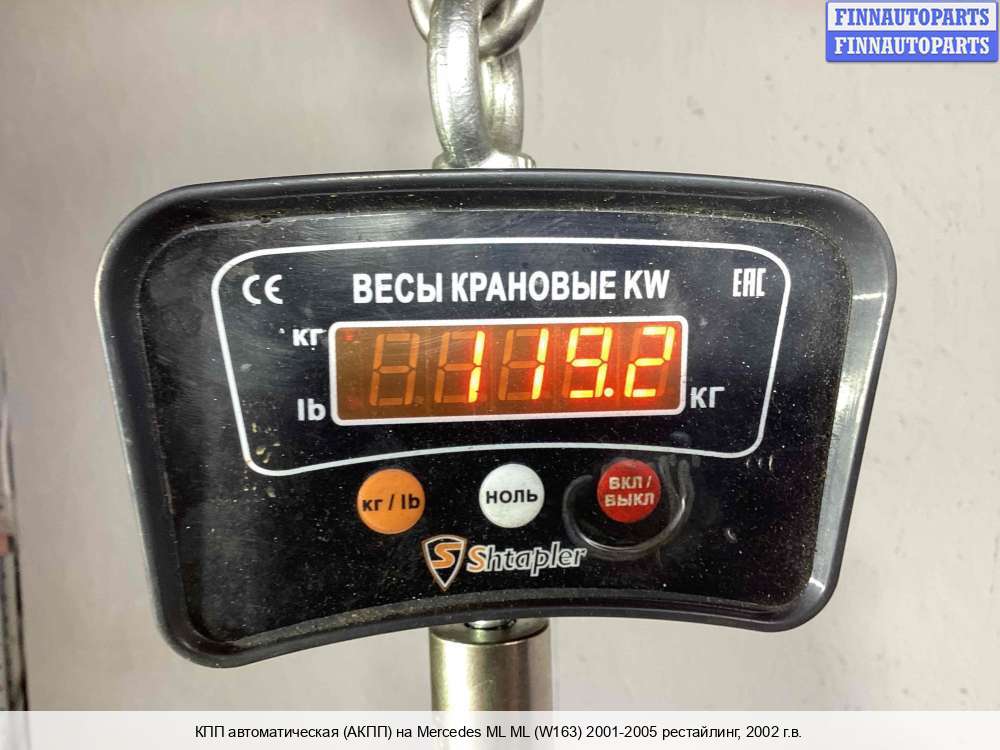 FINNAUTOPARTS
FINNAUTOPARTS
CE ВЕСЫ КРАНОВЫЕ KW EAC
кг
119.2
lb
кг
кг / lb
НОЛЬ
ВКЛ /
ВЫКЛ
S Shtapler
КПП автоматическая (АКПП) на Mercedes ML ML (W163) 2001-2005 рестайлинг, 2002 г.в.